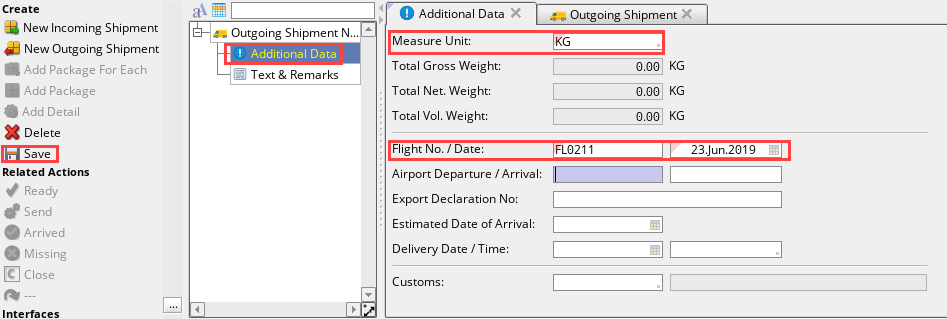 Create
New Incoming Shipment
New Outgoing Shipment
Add Package For Each
Add Package
Add Detail
Delete
Save
Related Actions
Ready
Send
Arrived
Missing
Close
---
Interfaces
...
A
Outgoing Shipment N...
Additional Data
Text & Remarks
Additional Data
Outgoing Shipment
Measure Unit: KG
Total Gross Weight: 0.00 KG
Total Net. Weight: 0.00 KG
Total Vol. Weight: 0.00 KG
Flight No. / Date: FL0211 23.Jun.2019
Airport Departure / Arrival:
Export Declaration No:
Estimated Date of Arrival:
Delivery Date / Time:
Customs: